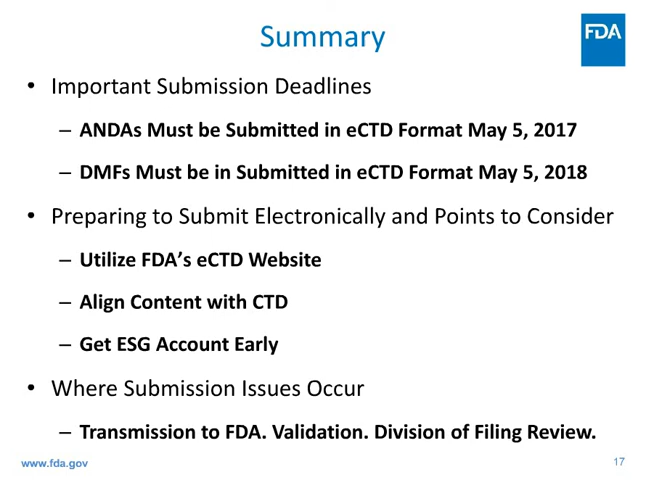 Summary
FDA
• Important Submission Deadlines
– ANDAs Must be Submitted in eCTD Format May 5, 2017
– DMFs Must be in Submitted in eCTD Format May 5, 2018
• Preparing to Submit Electronically and Points to Consider
– Utilize FDA's eCTD Website
– Align Content with CTD
– Get ESG Account Early
• Where Submission Issues Occur
– Transmission to FDA. Validation. Division of Filing Review.
www.fda.gov
17